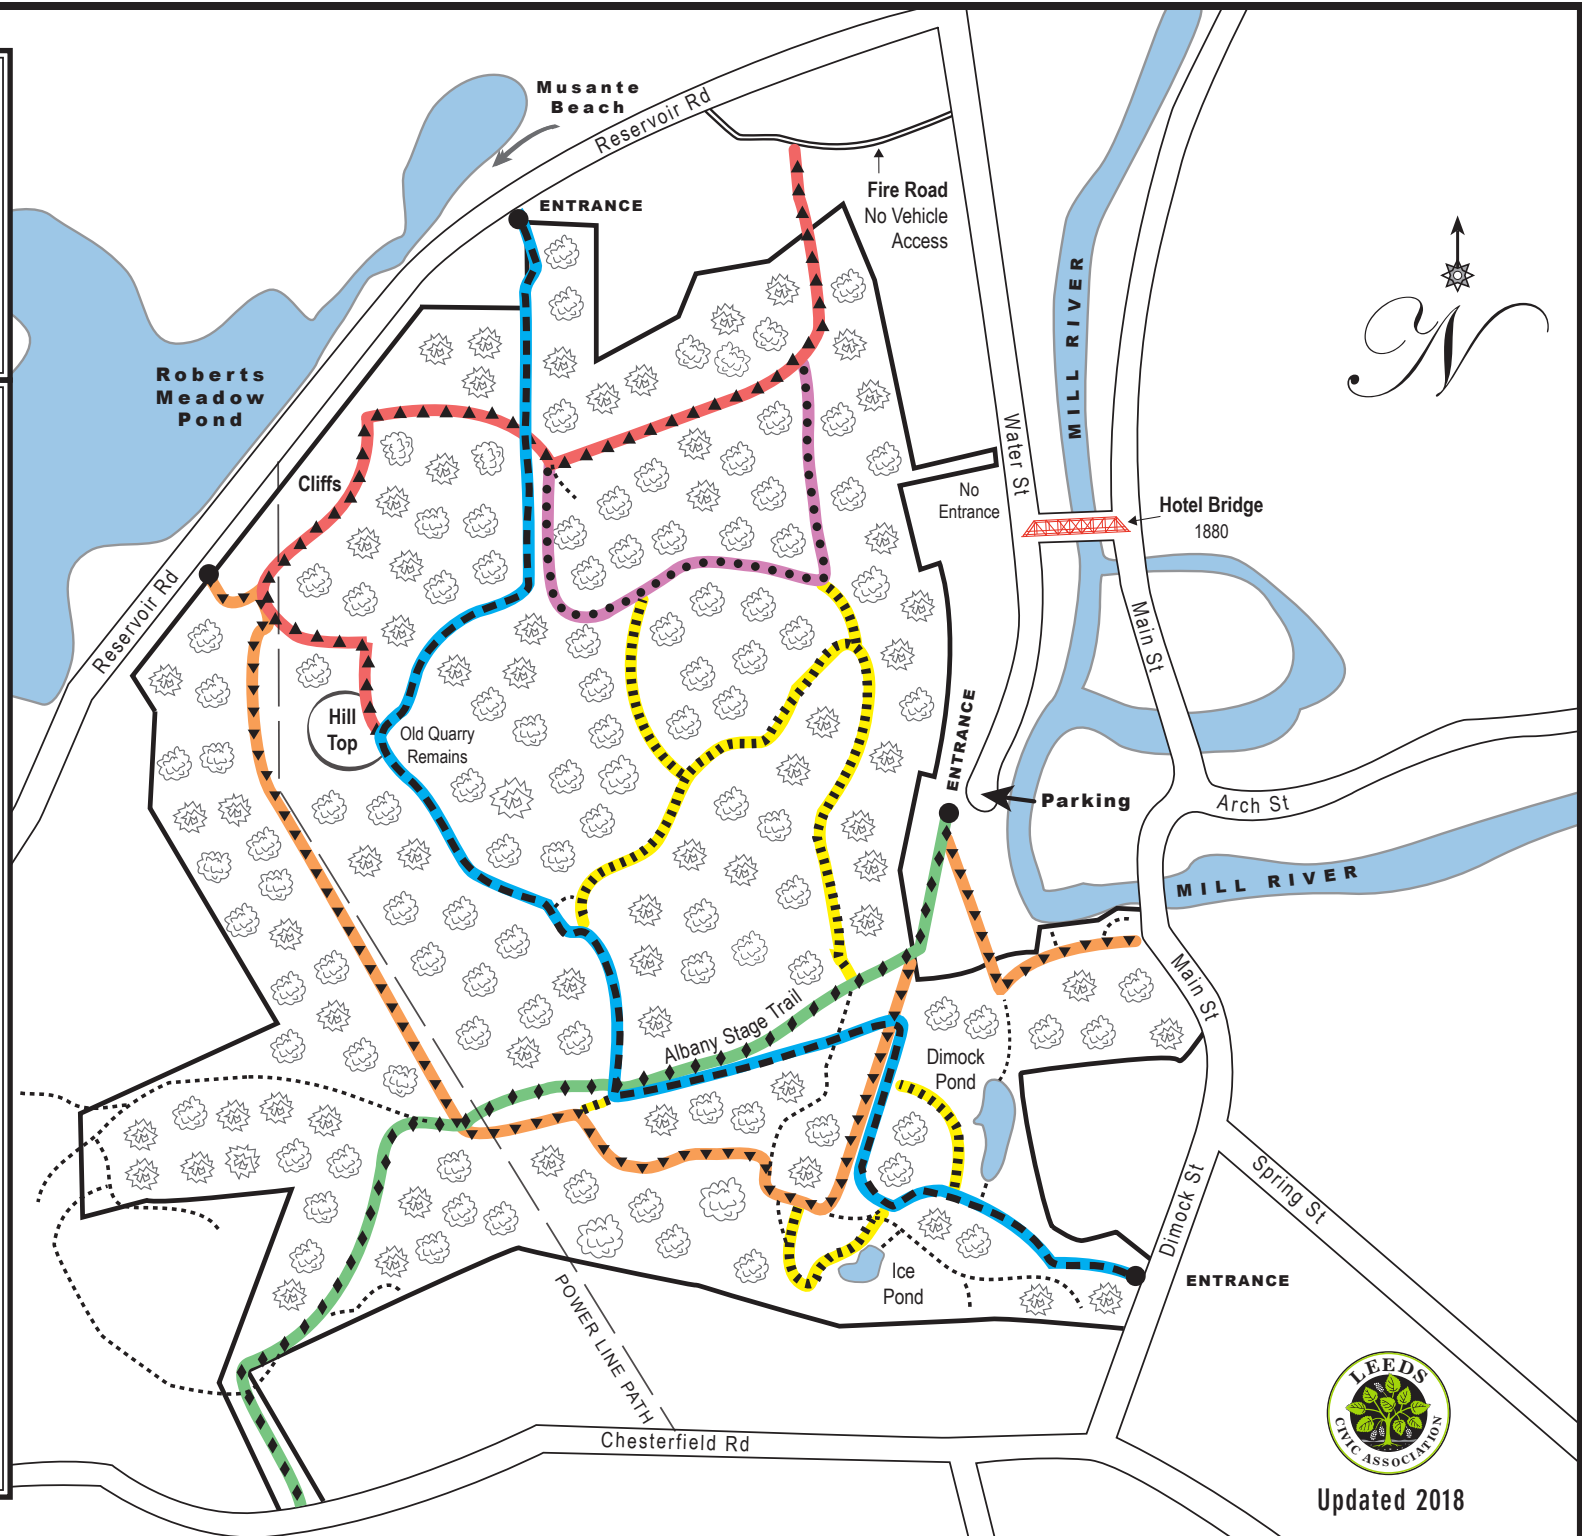 Musante
Beach
Reservoir Rd
ENTRANCE
Fire Road
No Vehicle
Access
MILL RIVER
N
Roberts
Meadow
Pond
Water St
Cliffs
No
Entrance
Hotel Bridge
1880
Reservoir Rd
Main St
Hill
Top
Old Quarry
Remains
ENTRANCE
Parking
Arch St
MILL RIVER
Main St
Albany Stage Trail
Dimock
Pond
Dimock St
Spring St
Ice
Pond
ENTRANCE
POWER LINE PATH
Chesterfield Rd
LEEDS
CIVIC ASSOCIATION
Updated 2018